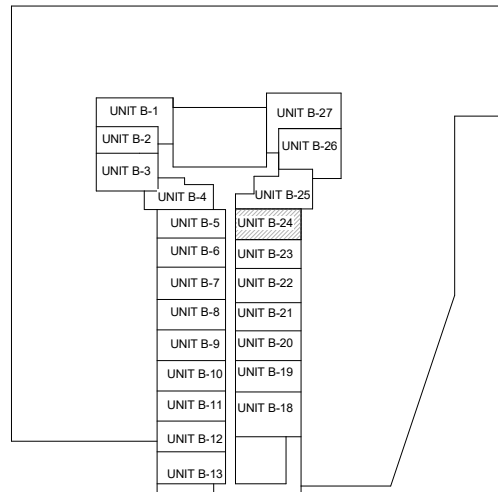 UNIT B-1
UNIT B-2
UNIT B-3
UNIT B-4
UNIT B-5
UNIT B-6
UNIT B-7
UNIT B-8
UNIT B-9
UNIT B-10
UNIT B-11
UNIT B-12
UNIT B-13
UNIT B-27
UNIT B-26
UNIT B-25
UNIT B-24
UNIT B-23
UNIT B-22
UNIT B-21
UNIT B-20
UNIT B-19
UNIT B-18